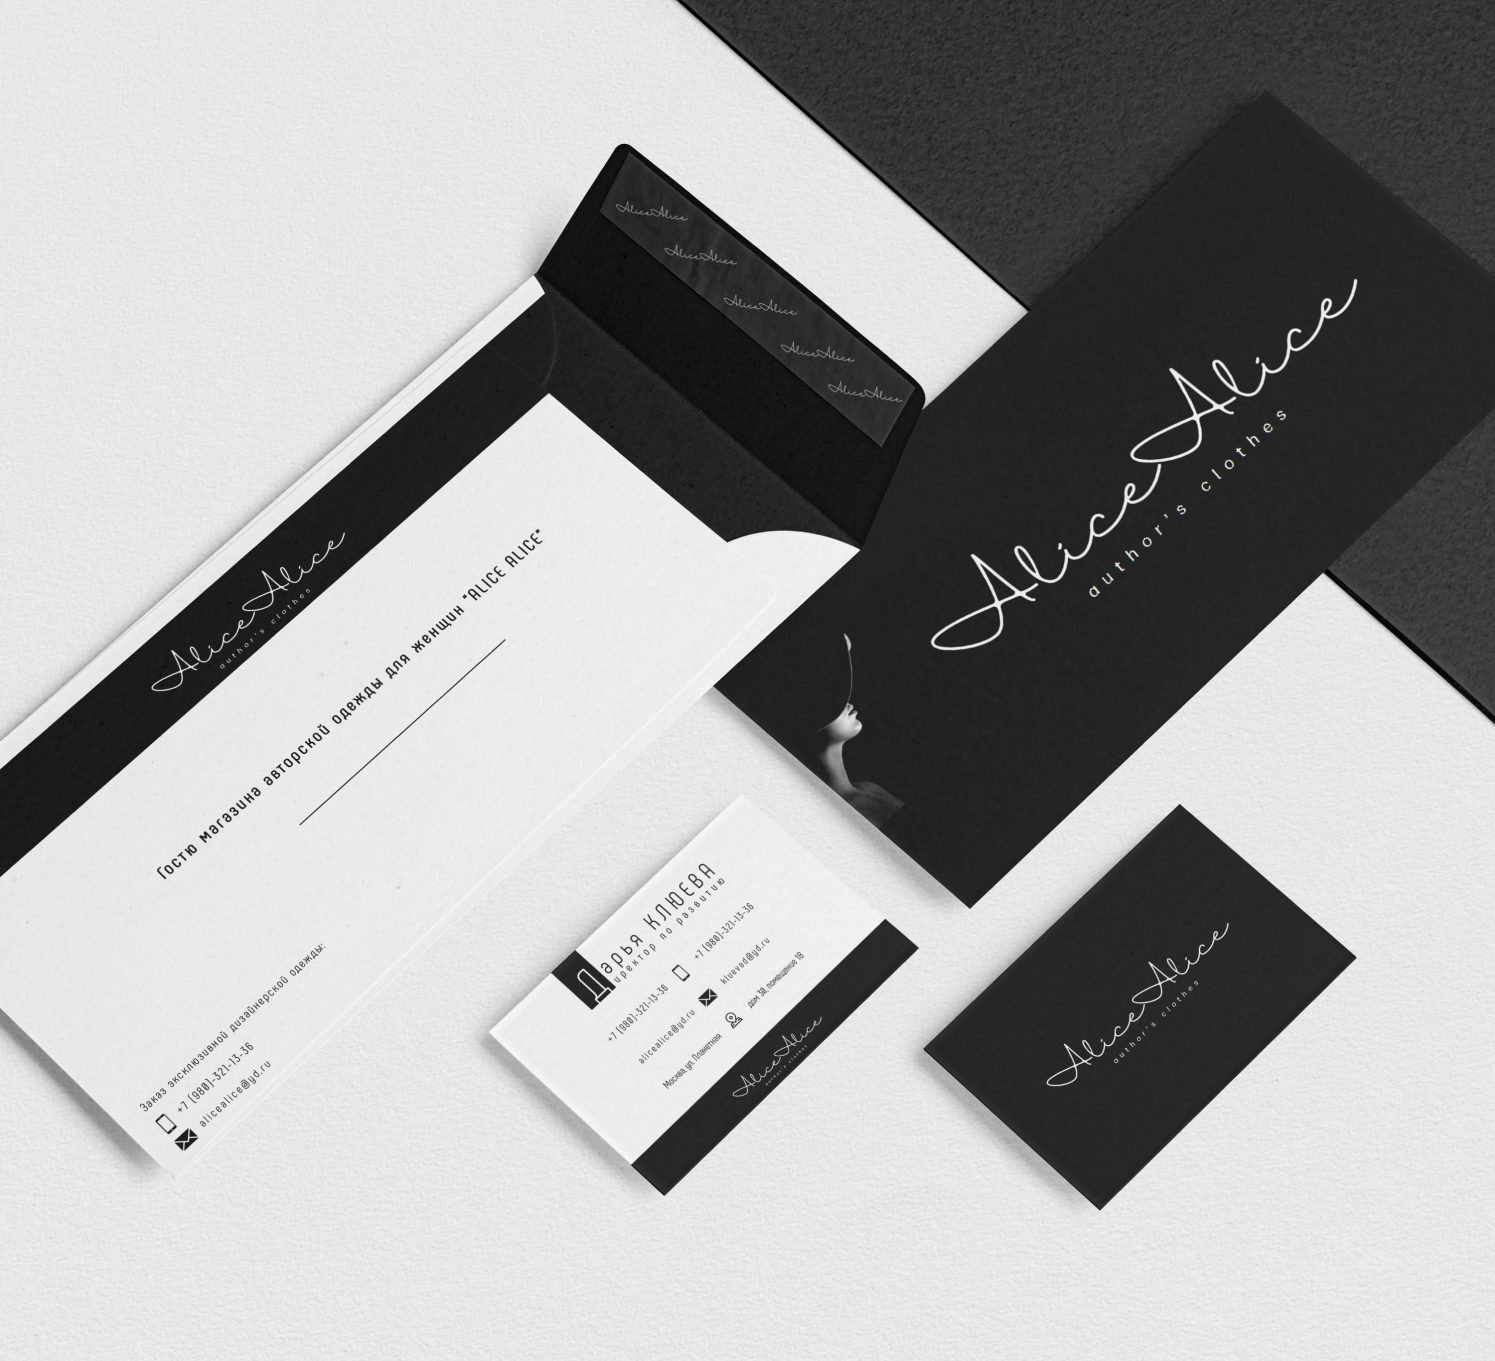 AliceAlice
AliceAlice
AliceAlice
AliceAlice
AliceAlice
AliceAlice
author's clothes
AliceAlice
author's clothes
Гостю магазина авторской одежды для женщин "ALICE ALICE"
Заказ эксклюзивной дизайнерской одежды:
+7 (980)-321-13-36
alicealice@yd.ru
Дарья КЛЮЕВА
Директор по развитию
+7 (980)-321-13-36
+7 (980)-321-13-36
alicealice@yd.ru
kluevad@yd.ru
Москва, ул. Планетная
дом 30, помещение 18
AliceAlice
author's clothes
AliceAlice
author's clothes